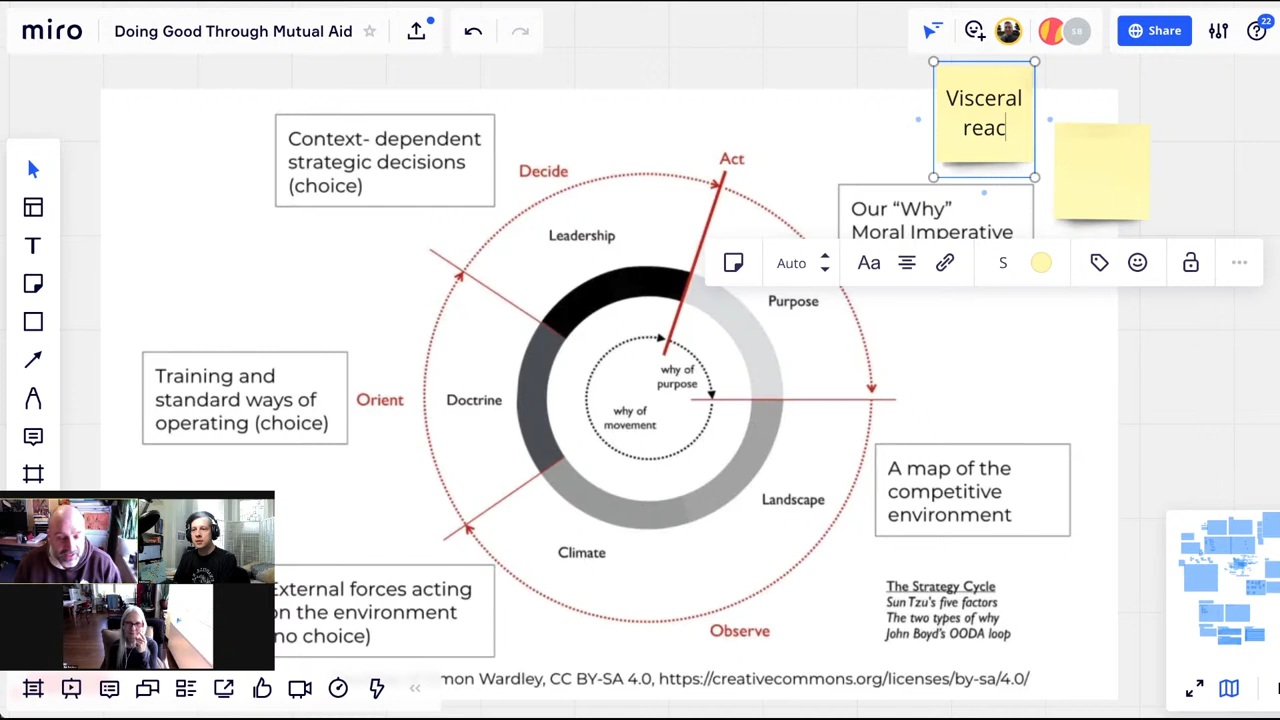 miro
Doing Good Through Mutual Aid
SB
Share
22
Visceral
reac
Context- dependent
strategic decisions
(choice)
Decide
Act
Our “Why”
Moral Imperative
Leadership
Auto
Aa
S
Purpose
why of
purpose
Training and
standard ways of
operating (choice)
Orient
Doctrine
why of
movement
A map of the
competitive
environment
Landscape
Climate
External forces acting
on the environment
no choice)
The Strategy Cycle
Sun Tzu's five factors
The two types of why
John Boyd's OODA loop
Observe
Wardley, CC BY-SA 4.0, https://creativecommons.org/licenses/by-sa/4.0/